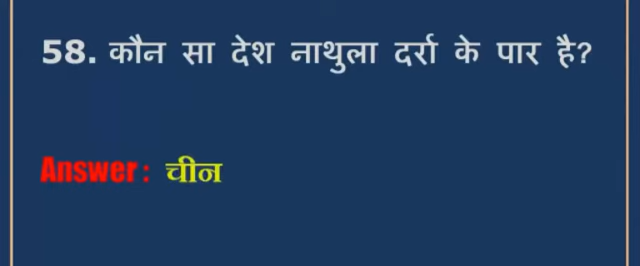 58. कौन सा देश नाथुला दर्रा के पार है?
Answer : चीन